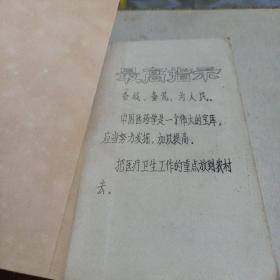 最高指示
备战、备荒、为人民。
中国医药学是一个伟大的宝库，
应当努力发掘，加以提高。
把医疗卫生工作的重点放到农村
去。